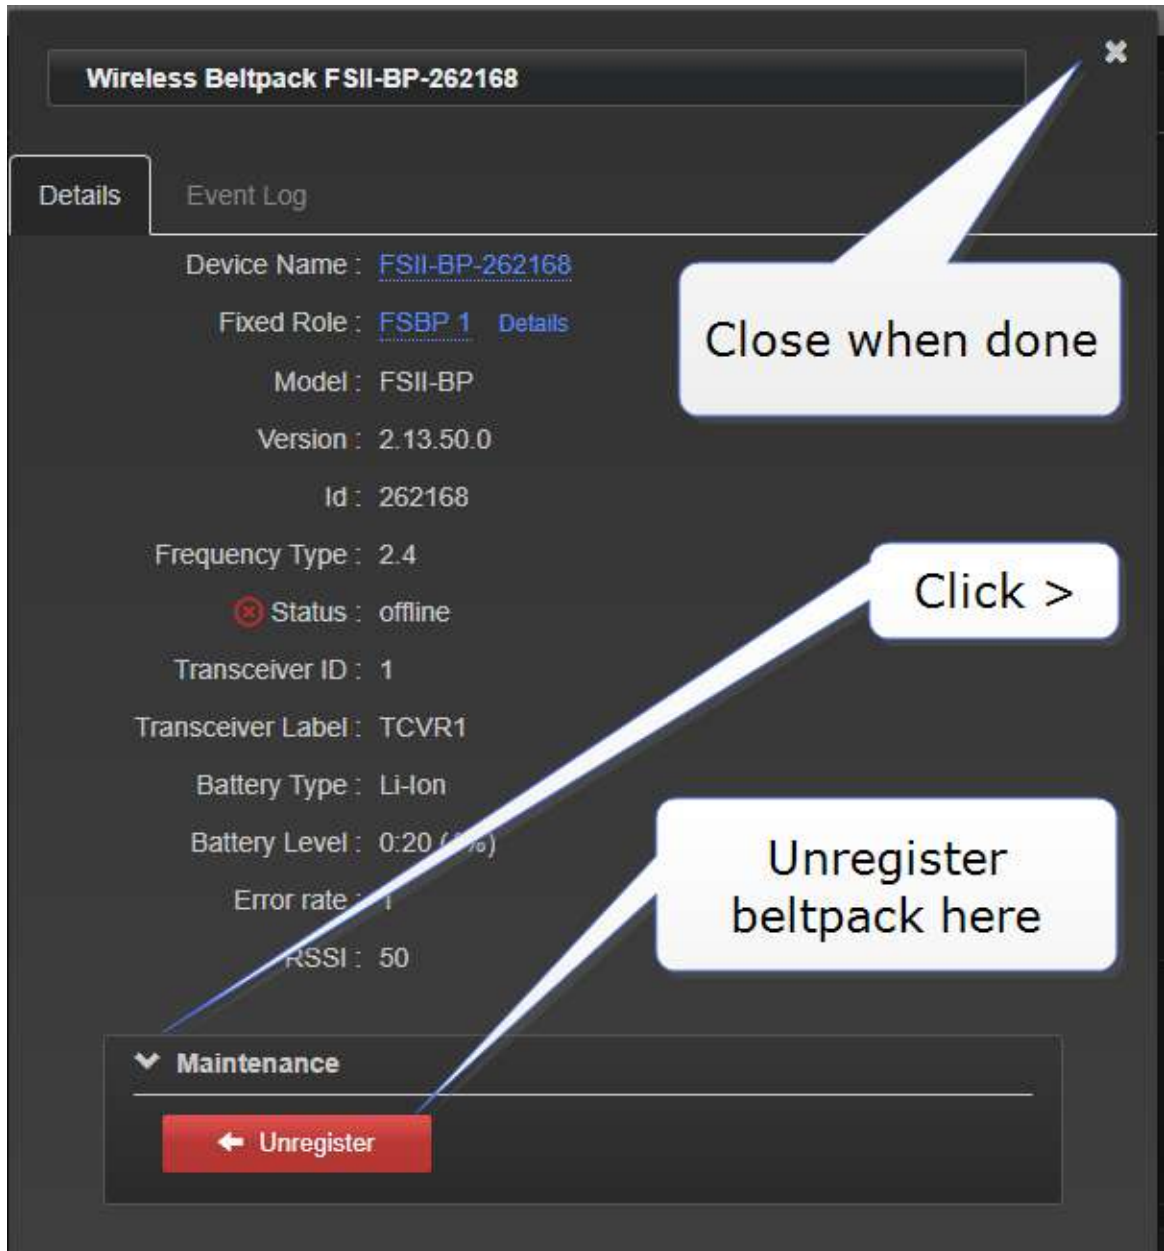 Wireless Beltpack FSII-BP-262168
Details Event Log
Device Name : FSII-BP-262168
Fixed Role : FSBP 1 Details
Close when done
Model : FSII-BP
Version : 2.13.50.0
Id : 262168
Frequency Type : 2.4
Click >
Status : offline
Transceiver ID : 1
Transceiver Label : TCVR1
Battery Type : Li-Ion
Battery Level : 0:20
Unregister
beltpack here
Error rate :
RSSI : 50
Maintenance
Unregister